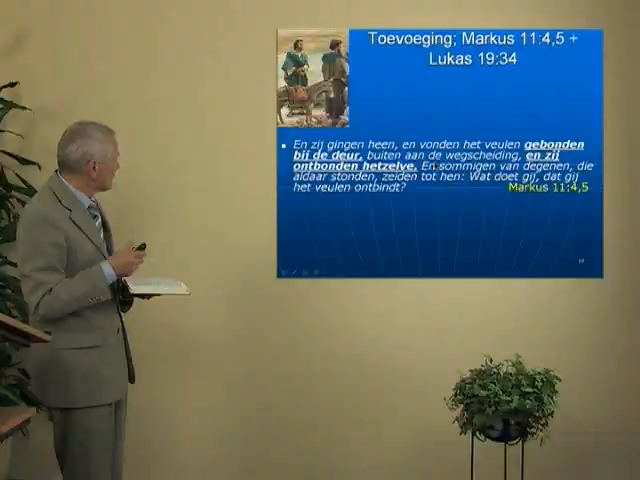 Toevoeging; Markus 11:4,5 +
Lukas 19:34
En zij gingen heen, en vonden het veulen gebonden
bij de deur, buiten aan de wegscheiding, en zij
ontbonden hetzelve. En sommigen van degenen, die
aldaar stonden, zeiden tot hen: Wat doet gij, dat gij
het veulen ontbindt?
Markus 11:4,5